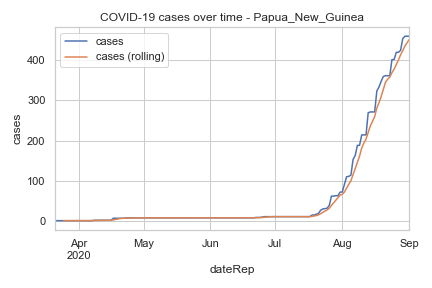 COVID-19 cases over time - Papua_New_Guinea
cases
cases (rolling)
cases
400
300
200
100
0
Apr
2020
May
Jun
Jul
Aug
Sep
dateRep